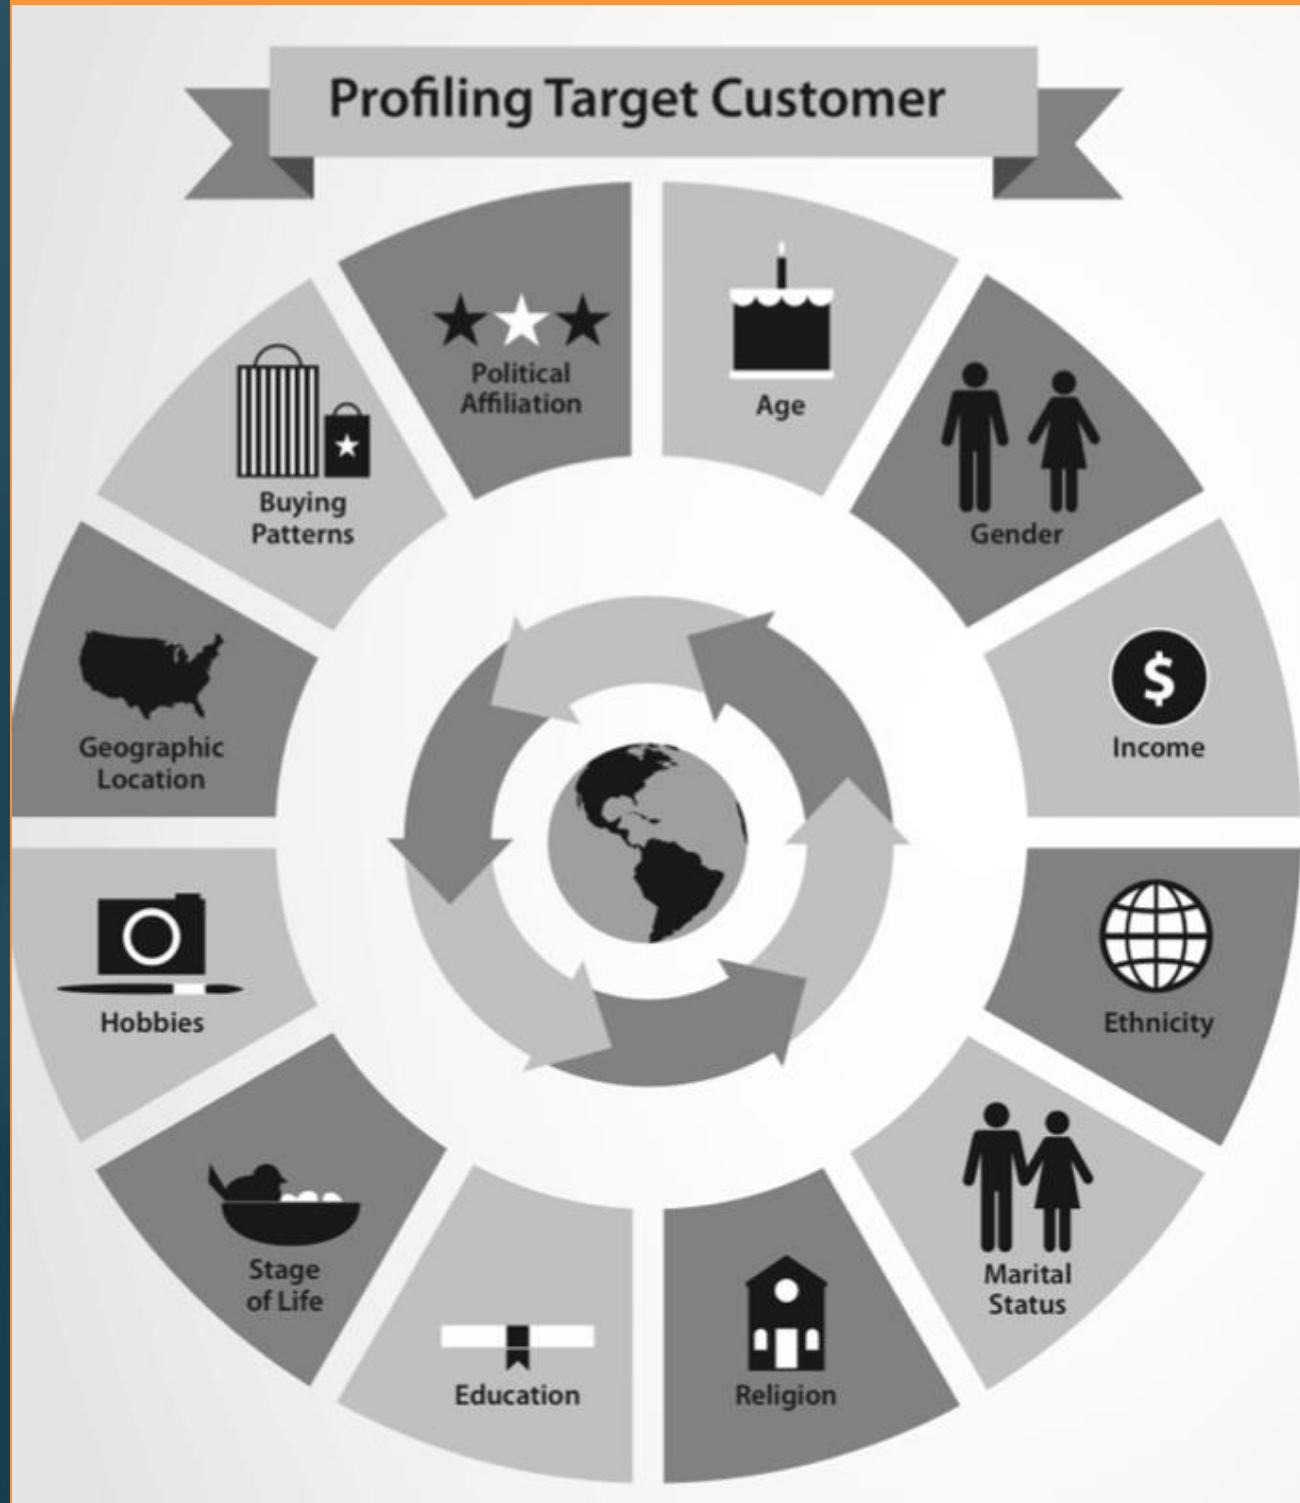 Profiling Target Customer
Age
Gender
$
Income
Ethnicity
Marital
Status
Religion
Education
Stage
of Life
Hobbies
Geographic
Location
Buying
Patterns
Political
Affiliation